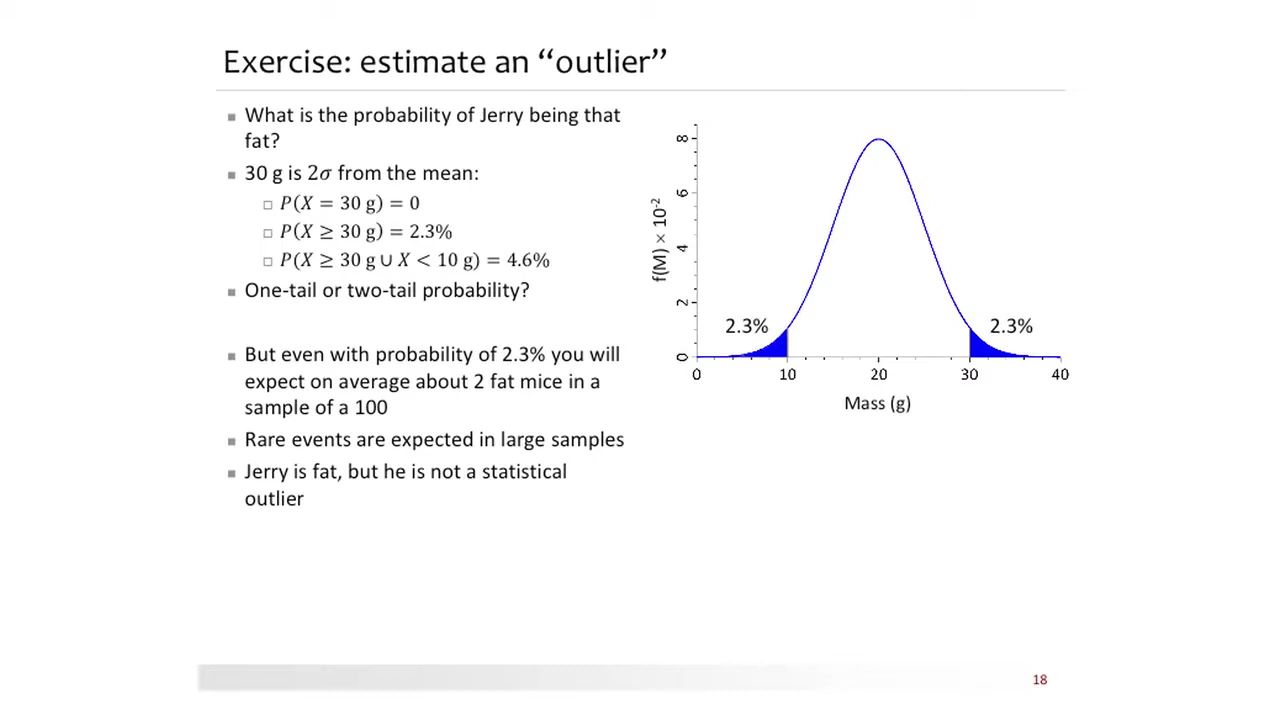 Exercise: estimate an “outlier”
What is the probability of Jerry being that
fat?
30 g is 2σ from the mean:
P(X = 30 g) = 0
P(X ≥ 30 g) = 2.3%
P(X ≥ 30 g ∪ X < 10 g) = 4.6%
One-tail or two-tail probability?
But even with probability of 2.3% you will
expect on average about 2 fat mice in a
sample of a 100
Rare events are expected in large samples
Jerry is fat, but he is not a statistical
outlier
f(M) × 10⁻²
8
6
4
2
0
2.3% 2.3%
0 10 20 30 40
Mass (g)
18